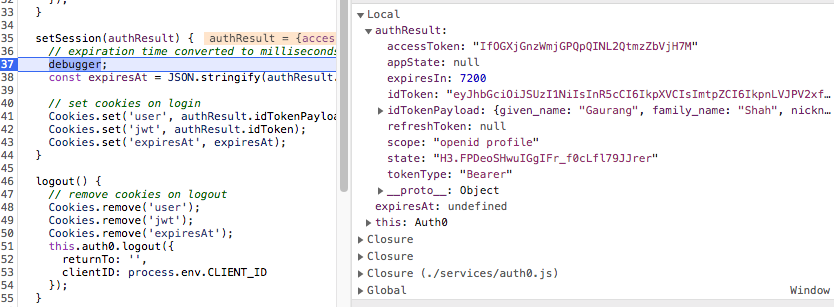 32 });
33 }
34
35 setSession(authResult) { authResult = {acces
36 // expiration time converted to milliseconds
37 debugger;
38 const expiresAt = JSON.stringify(authResult.
39
40 // set cookies on login
41 Cookies.set('user', authResult.idTokenPayloa
42 Cookies.set('jwt', authResult.idToken);
43 Cookies.set('expiresAt', expiresAt);
44 }
45
46 logout() {
47 // remove cookies on logout
48 Cookies.remove('user');
49 Cookies.remove('jwt');
50 Cookies.remove('expiresAt');
51 this.auth0.logout({
52 returnTo: '',
53 clientID: process.env.CLIENT_ID
54 });
55 }
Local
authResult:
accessToken: "IfOGXjGnzWmjGPQpQINL2QtmzZbVjH7M"
appState: null
expiresIn: 7200
idToken: "eyJhbGciOiJSUzI1NiIsInR5cCI6IkpXVCIsImtpZCI6IkpnLVJPV2xf…
idTokenPayload: {given_name: "Gaurang", family_name: "Shah", nickn…
refreshToken: null
scope: "openid profile"
state: "H3.FPDeoSHwuIGgIFr_f0cLfl79JJrer"
tokenType: "Bearer"
__proto__: Object
expiresAt: undefined
this: Auth0
Closure
Closure
Closure (./services/auth0.js)
Global Window